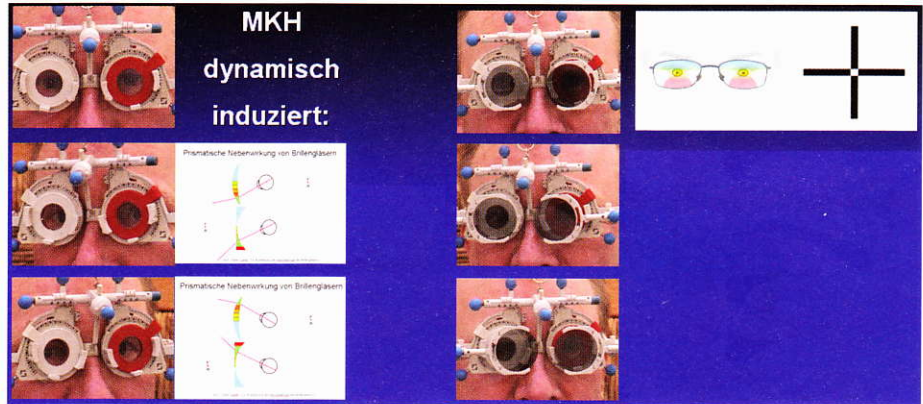 MKH
dynamisch
induziert:
Prismatische Nebenwirkung von Brillengläsern
Prismatische Nebenwirkung von Brillengläsern